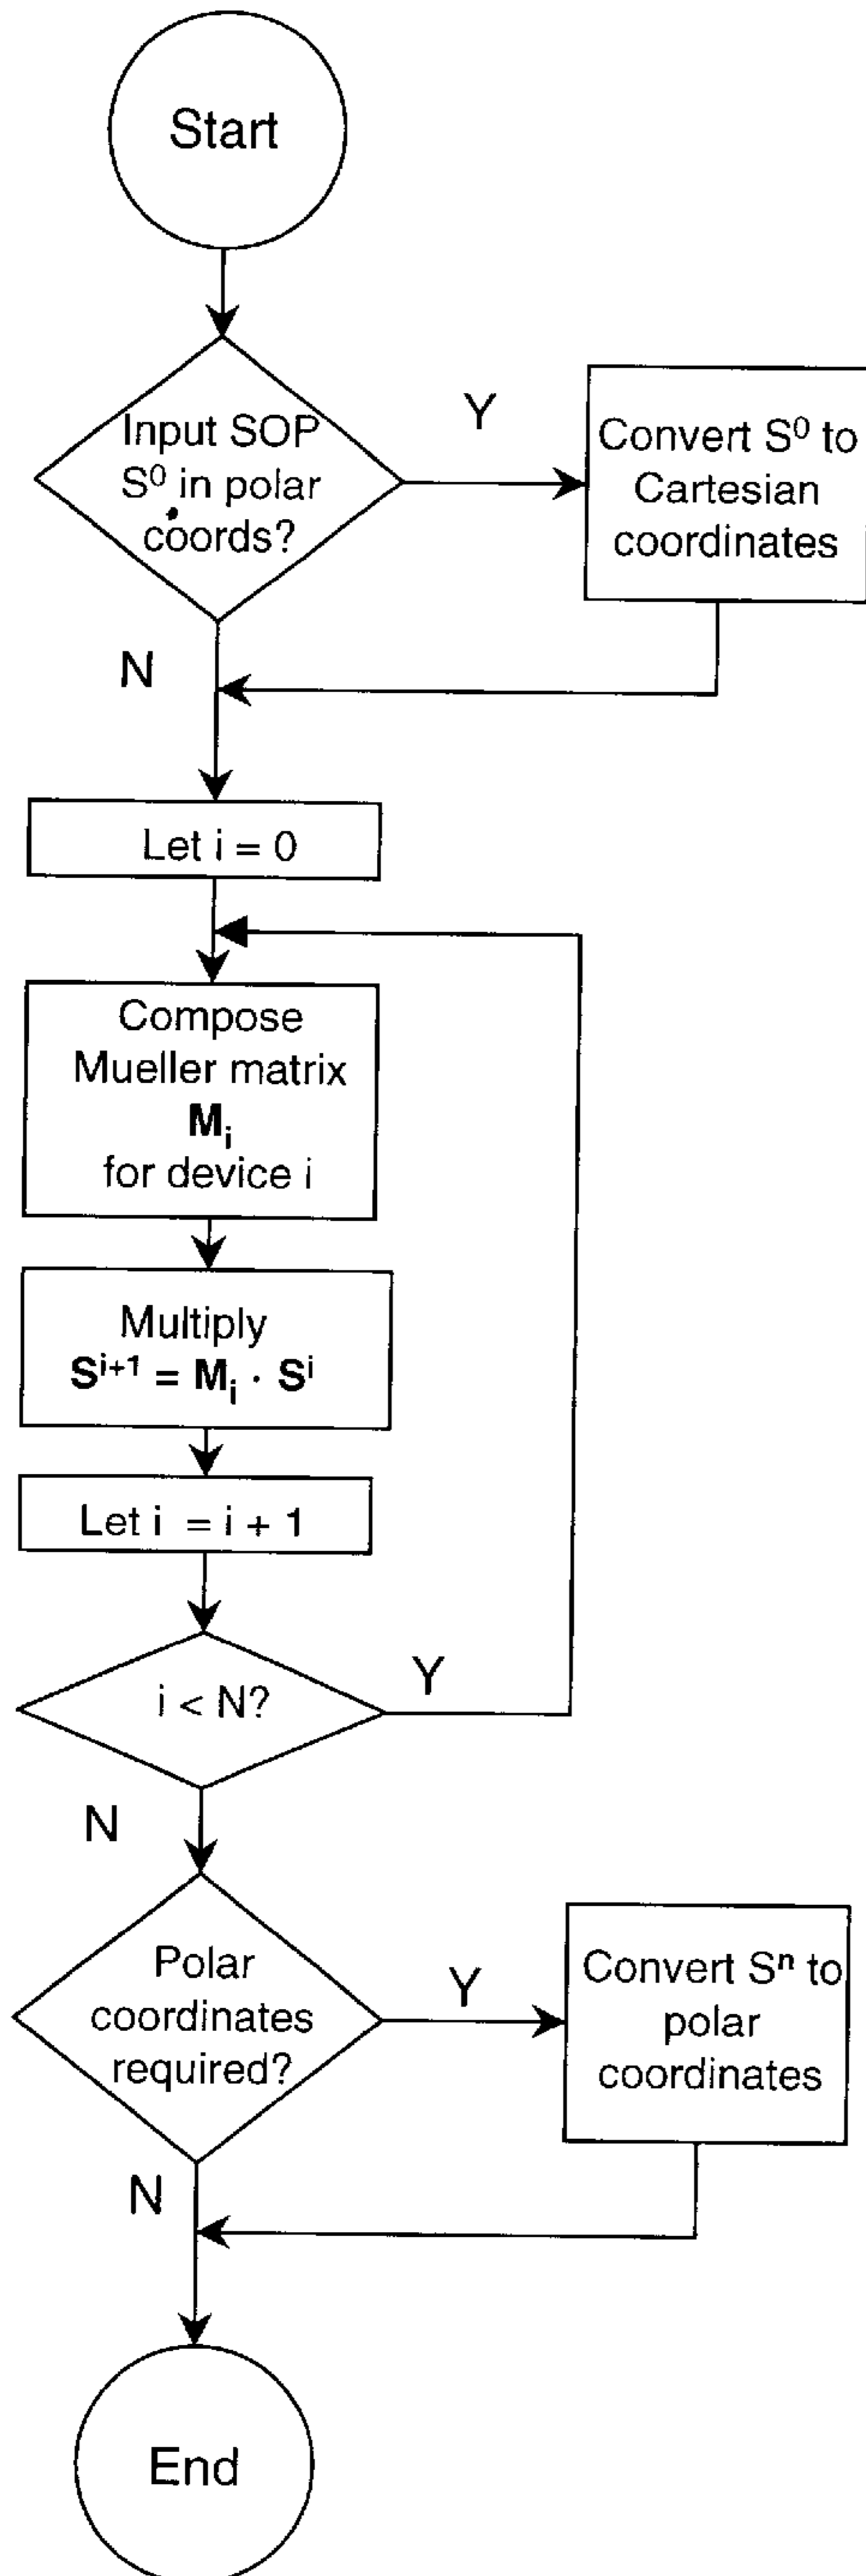 Start
Input SOP
S⁰ in polar
coords?
Y
Convert S⁰ to
Cartesian
coordinates
N
Let i = 0
Compose
Mueller matrix
Mᵢ
for device i
Multiply
Sⁱ⁺¹ = Mᵢ · Sⁱ
Let i = i + 1
i < N?
Y
N
Polar
coordinates
required?
Y
Convert Sⁿ to
polar
coordinates
N
End